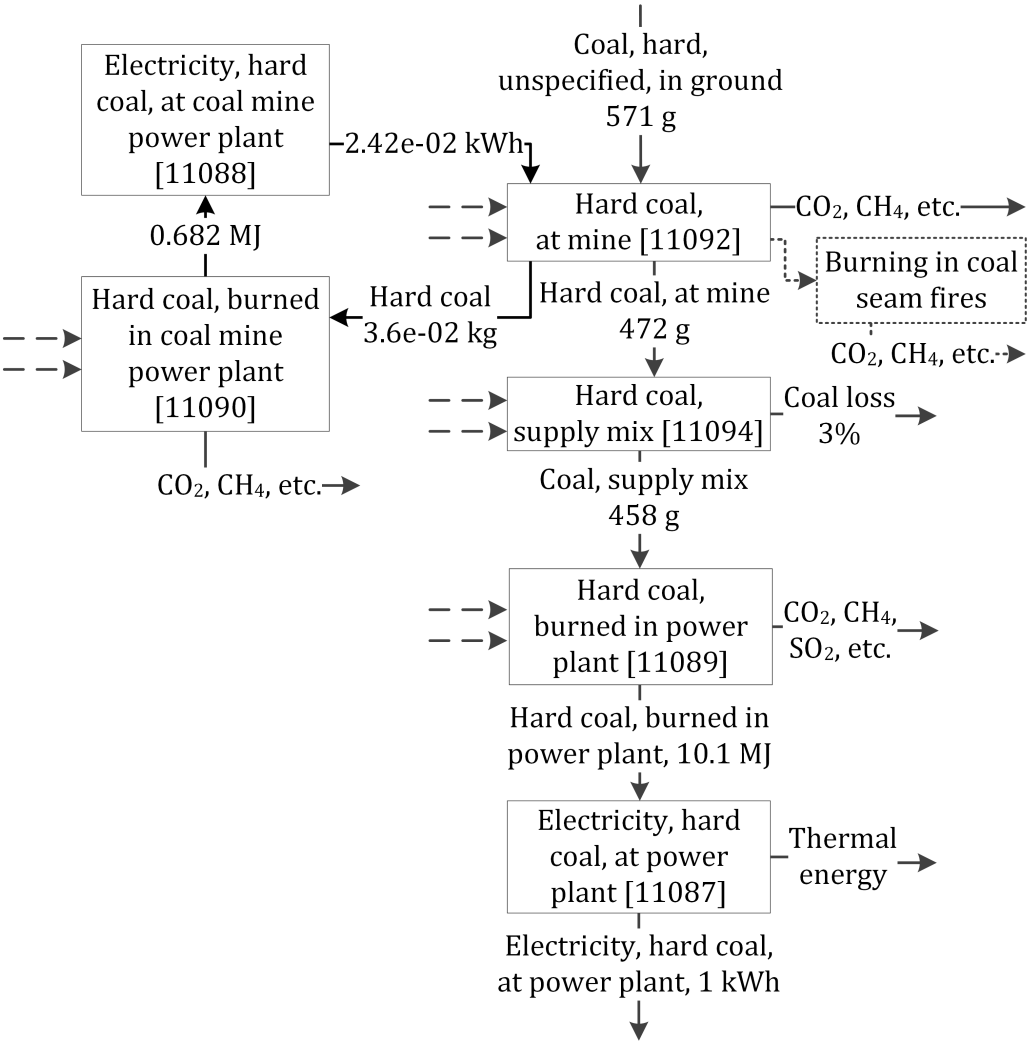 Coal, hard,
unspecified, in ground
571 g
Electricity, hard
coal, at coal mine
power plant
[11088]
2.42e-02 kWh
0.682 MJ
Hard coal,
at mine [11092]
CO₂, CH₄, etc.
Burning in coal
seam fires
CO₂, CH₄, etc.
Hard coal, burned
in coal mine
power plant
[11090]
Hard coal
3.6e-02 kg
Hard coal, at mine
472 g
CO₂, CH₄, etc.
Hard coal,
supply mix [11094]
Coal loss
3%
Coal, supply mix
458 g
Hard coal,
burned in power
plant [11089]
CO₂, CH₄,
SO₂, etc.
Hard coal, burned in
power plant, 10.1 MJ
Electricity, hard
coal, at power
plant [11087]
Thermal
energy
Electricity, hard coal,
at power plant, 1 kWh